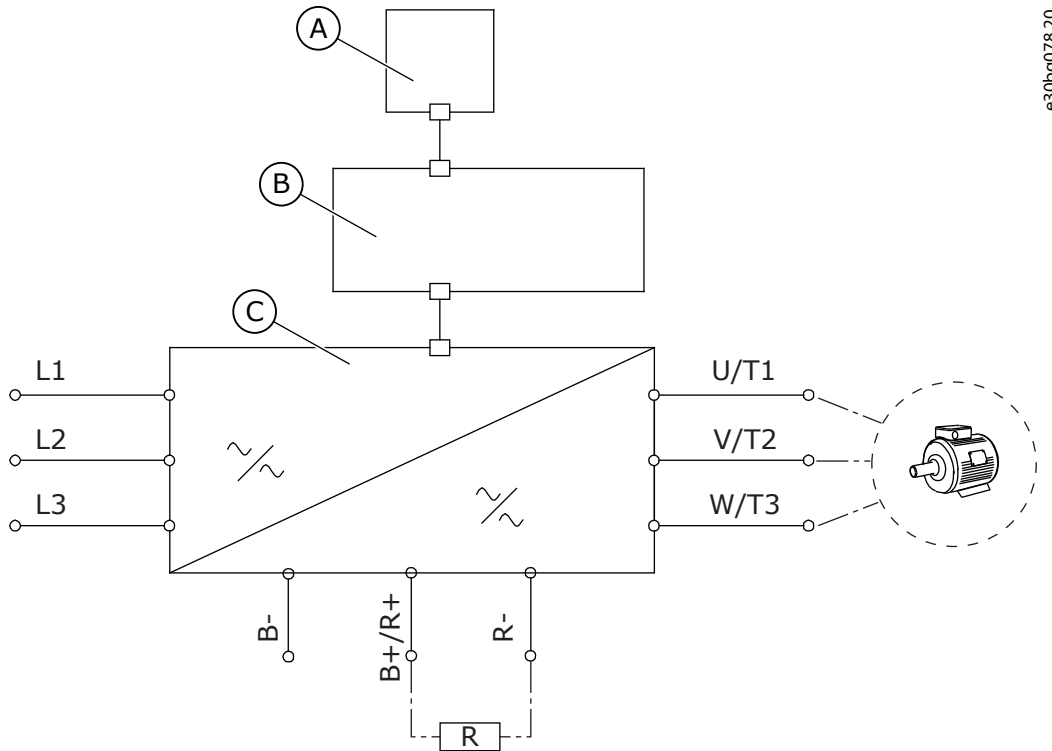 A
e30bg078.20
B
C
L1
U/T1
L2
V/T2
L3
W/T3
B-
B+/R+
R-
R